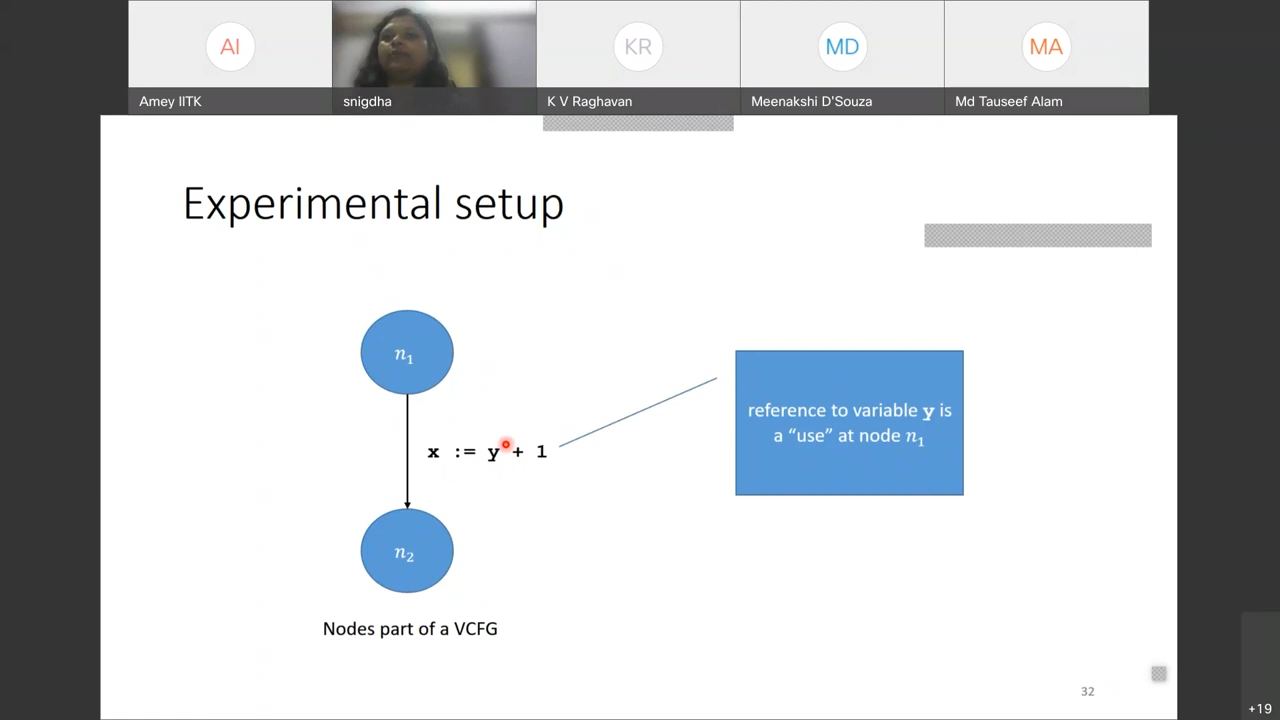 AI
KR
MD
MA
Amey IITK
snigdha
K V Raghavan
Meenakshi D'Souza
Md Tauseef Alam
Experimental setup
n₁
x := y + 1
n₂
Nodes part of a VCFG
reference to variable y is
a “use” at node n₁
32
+19